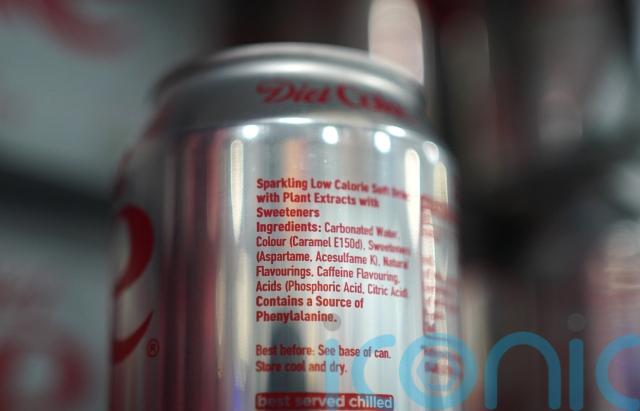 Diet Coke
Sparkling Low Calorie Soft Drink
with Plant Extracts with
Sweeteners
Ingredients: Carbonated Water,
Colour (Caramel E150d), Sweeteners
(Aspartame, Acesulfame K), Natural
Flavourings, Caffeine Flavouring,
Acids (Phosphoric Acid, Citric Acid).
Contains a Source of
Phenylalanine.
Best before: See base of can.
Store cool and dry.
best served chilled
®
iconic